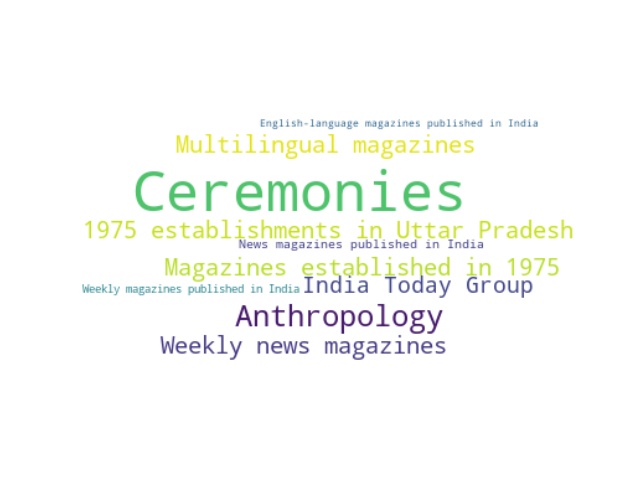 English-language magazines published in India
Multilingual magazines
Ceremonies
1975 establishments in Uttar Pradesh
News magazines published in India
Magazines established in 1975
Weekly magazines published in India India Today Group
Anthropology
Weekly news magazines